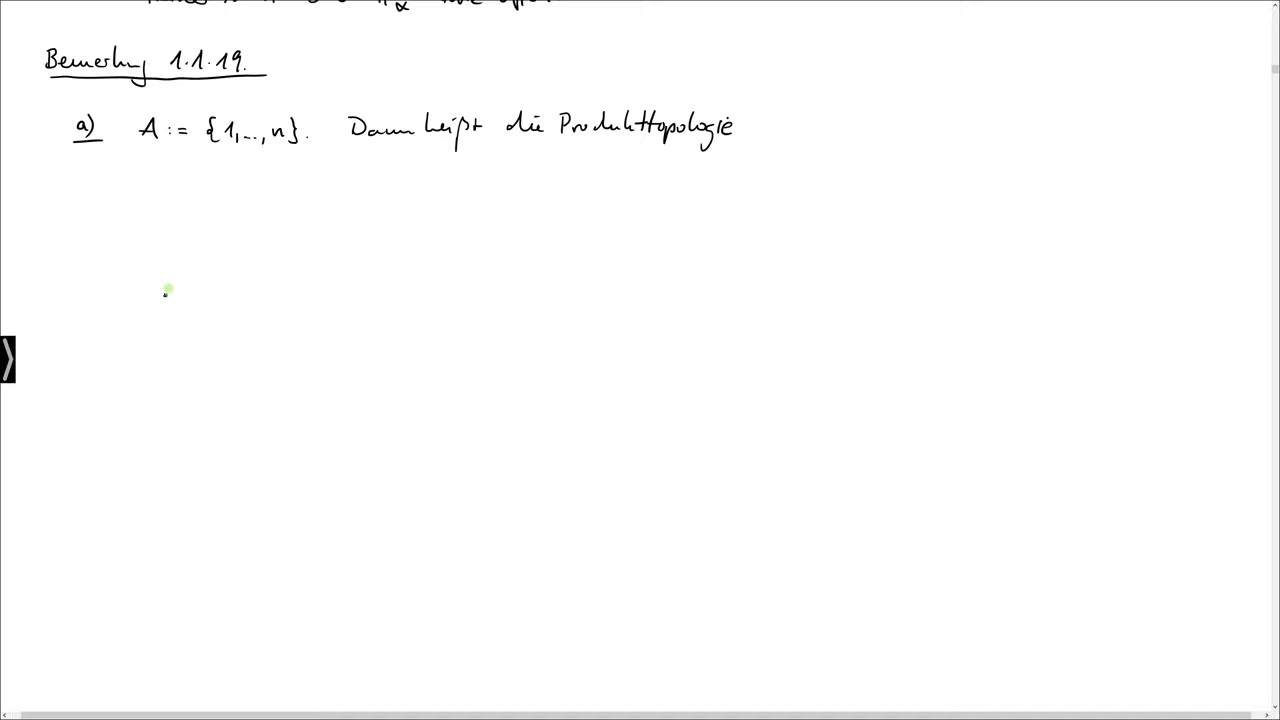 Bemerkung 1.1.19.
a) A := {1,...,n}. Dann heißt die Produkttopologie